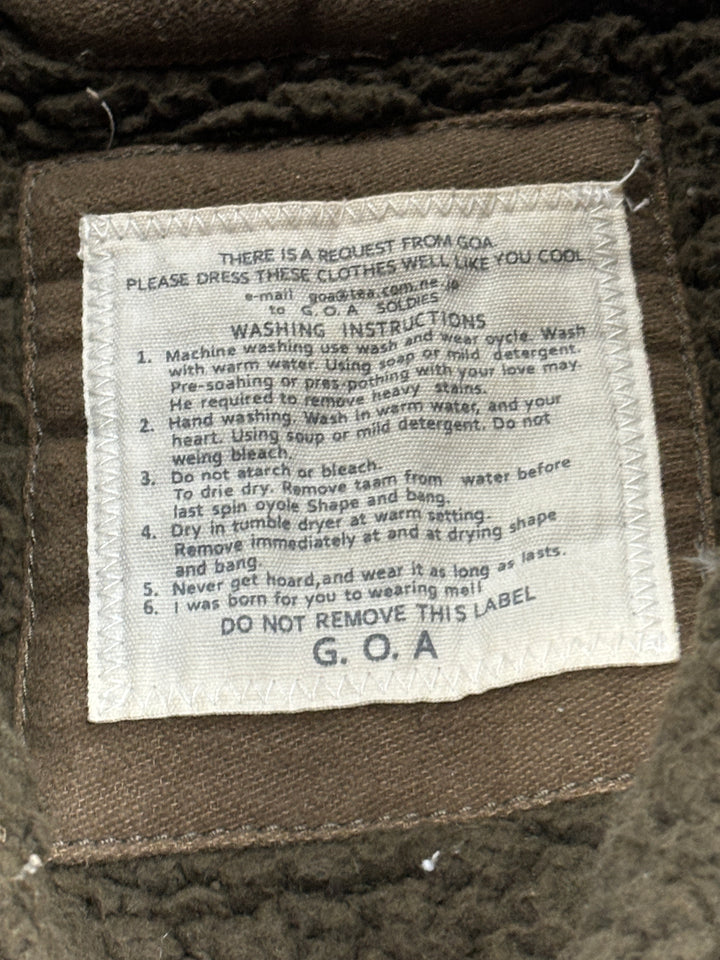 THERE IS A REQUEST FROM GOA.
PLEASE DRESS THESE CLOTHES WELL LIKE YOU COOL.
e-mail goa@tea.com.ne.jp
to G. O. A SOLDIES
WASHING INSTRUCTIONS
1. Machine washing use wash and wear oycle. Wash
with warm water. Using soap or mild detergent.
Pre-soahing or pres-pothing with your love may
He required to remove heavy stains.
2. Hand washing. Wash in warm water, and your
heart. Using soup or mild detergent. Do not
weing bleach.
3. Do not atarch or bleach.
To drie dry. Remove taam from water before
last spin oyole Shape and bang.
4. Dry in tumble dryer at warm setting.
Remove immediately at and at drying shape
and bang.
5. Never get hoard,and wear it as long as lasts.
6. I was born for you to wearing mell
DO NOT REMOVE THIS LABEL
G. O. A